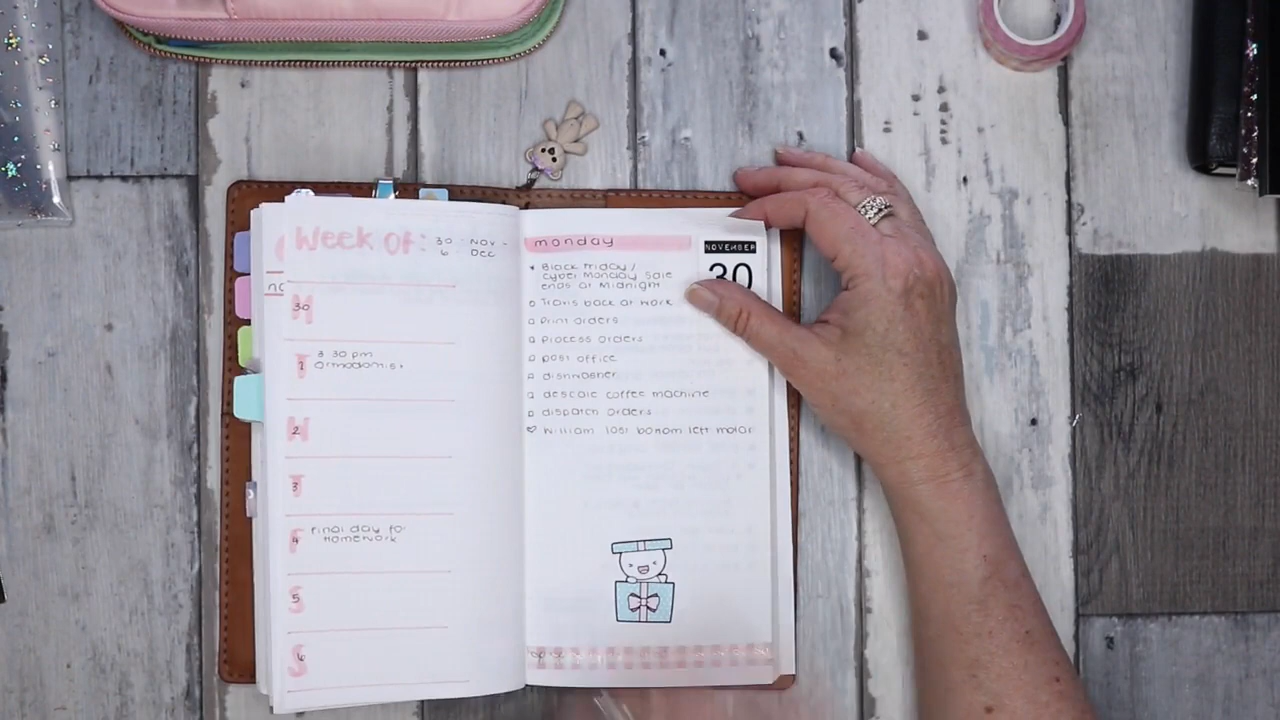 Week Of: 30 : NOV -
6 : Dec
M 30
T 1 3 30 pm
Ortnodontist
W 2
T 3
F 4 Final day for
Homework
S 5
S 6
monday
NOVEMBER
30
Black Friday /
cyber Monday sale
ends at Midnight
Travis back at work
Print orders
Process orders
post office
dishwasher
descale coffee machine
dispatch orders
William lost bottom left molar